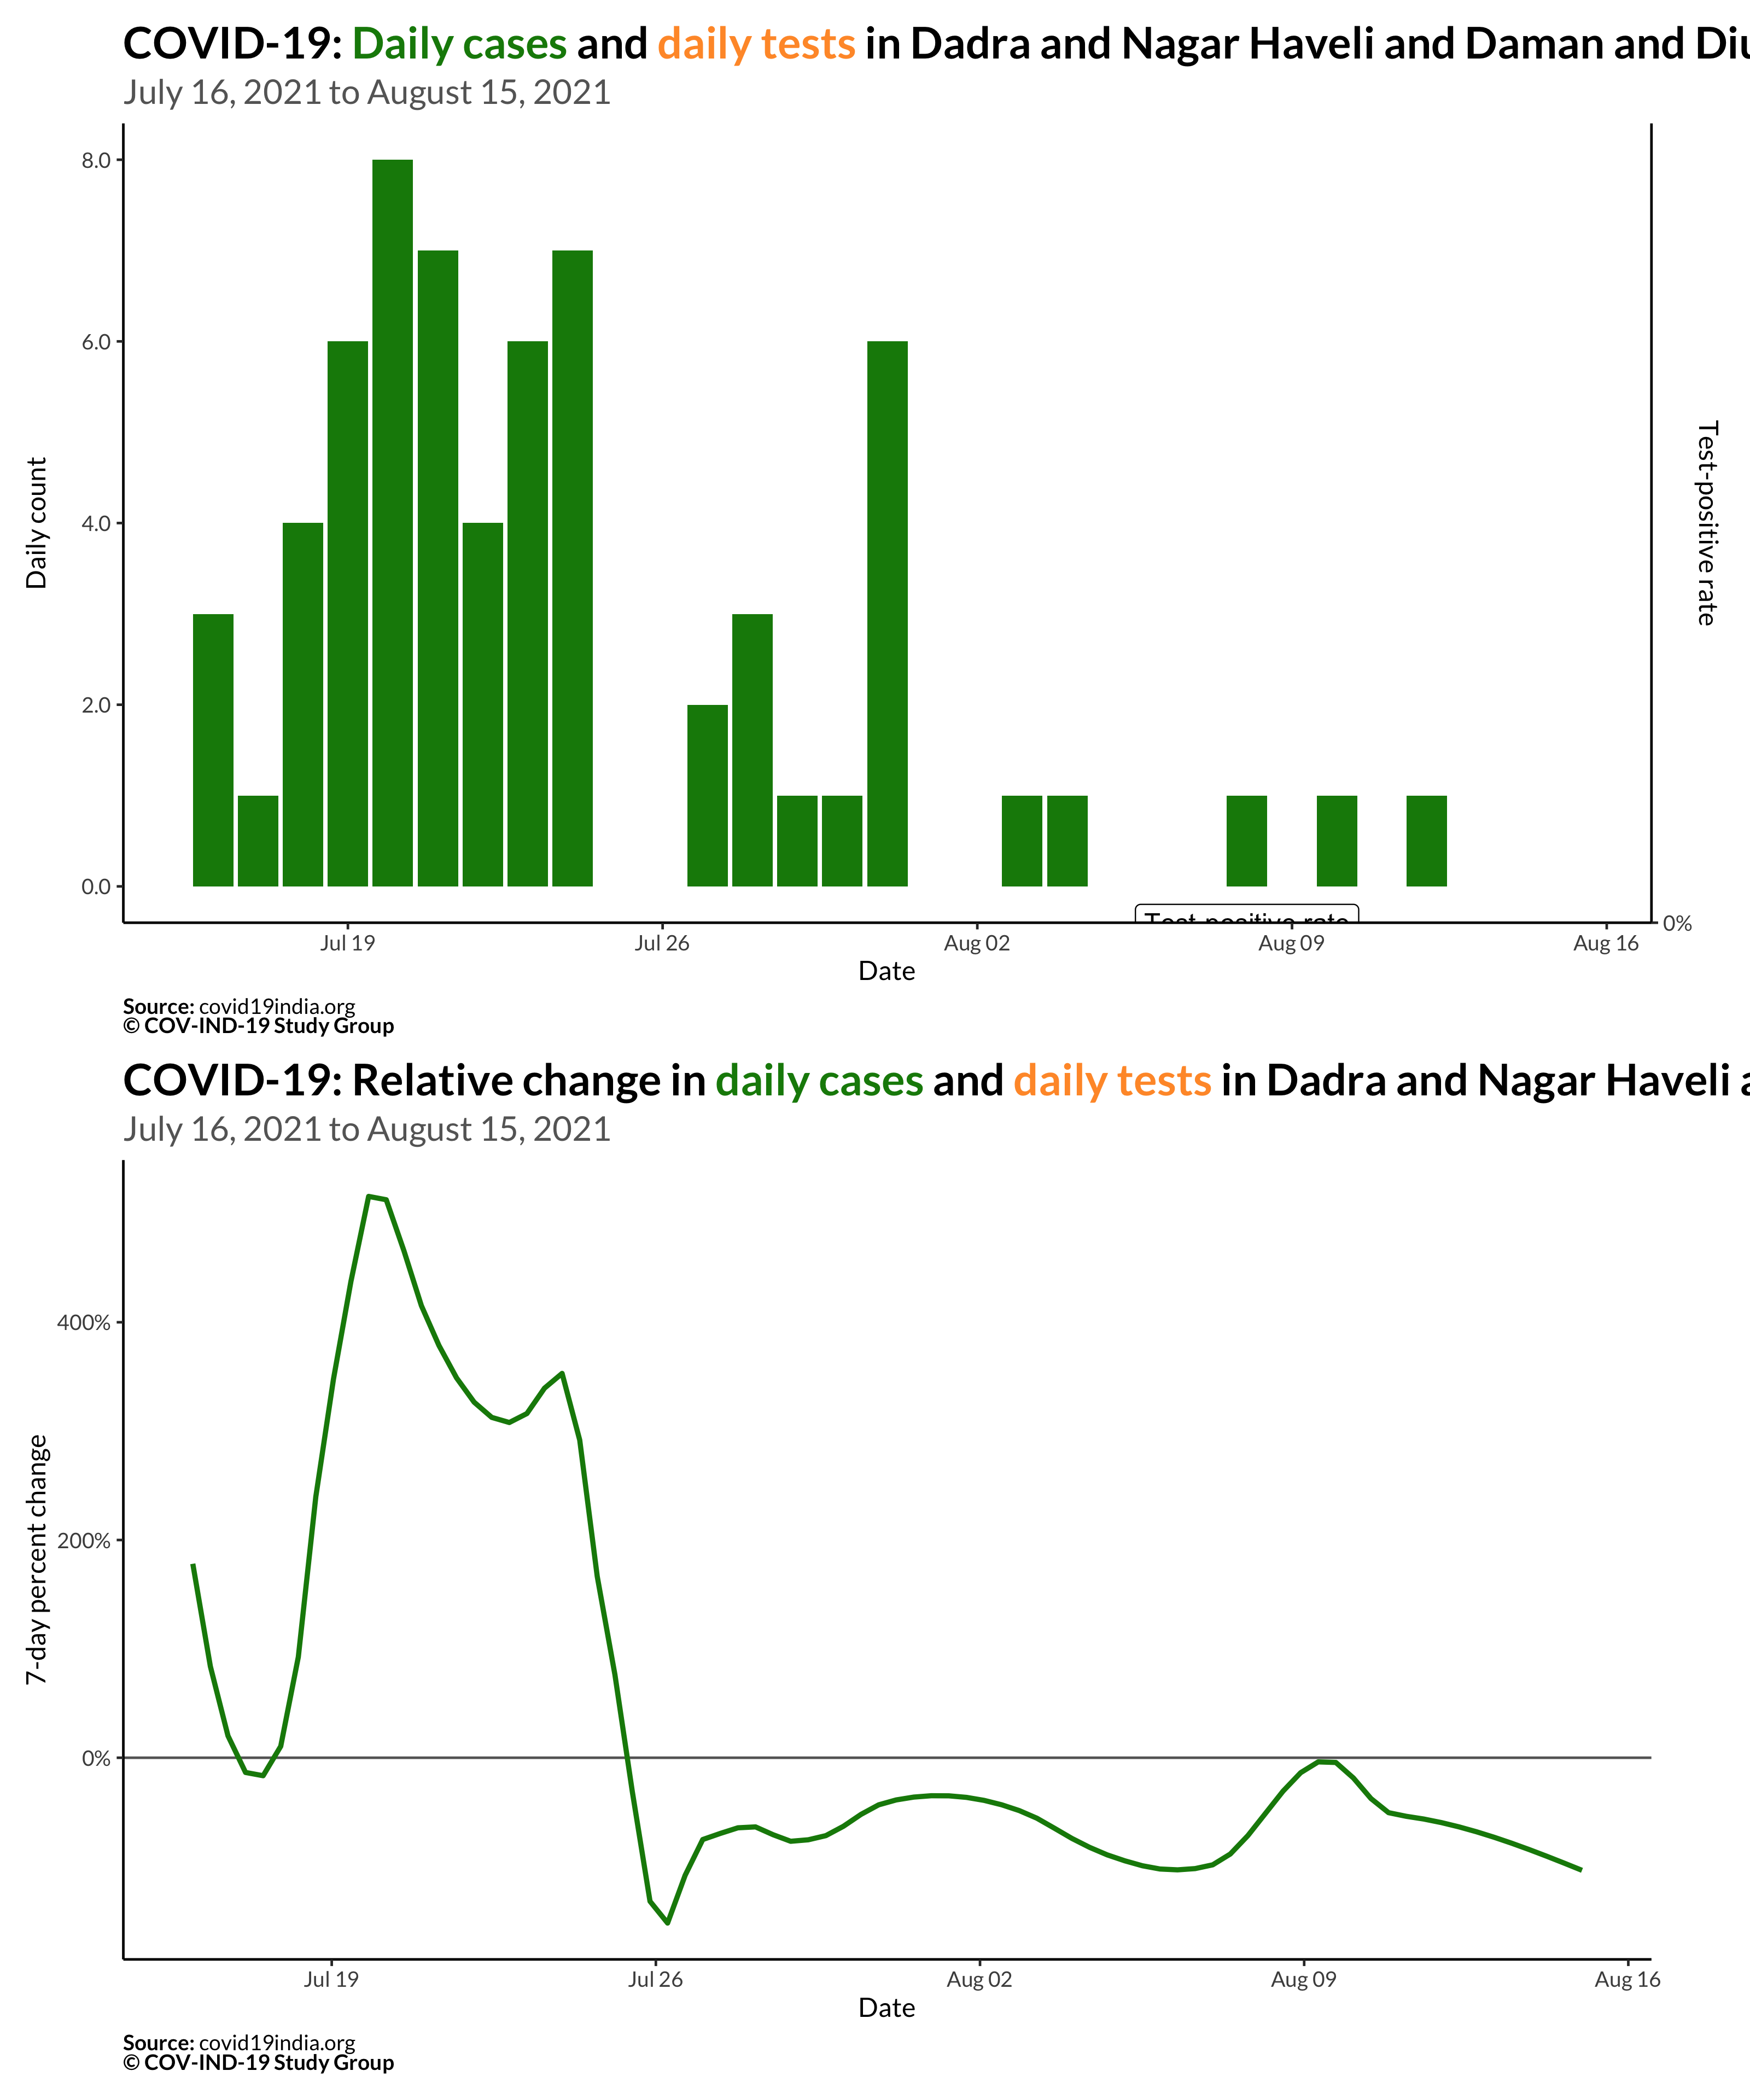 COVID-19: Daily cases and daily tests in Dadra and Nagar Haveli and Daman and Diu
July 16, 2021 to August 15, 2021
8.0
6.0
4.0
2.0
0.0
Daily count
Test-positive rate
Test-positive rate
0%
Jul 19
Jul 26
Aug 02
Aug 09
Aug 16
Date
Source: covid19india.org
© COV-IND-19 Study Group
COVID-19: Relative change in daily cases and daily tests in Dadra and Nagar Haveli a
July 16, 2021 to August 15, 2021
400%
200%
0%
7-day percent change
Jul 19
Jul 26
Aug 02
Aug 09
Aug 16
Date
Source: covid19india.org
© COV-IND-19 Study Group